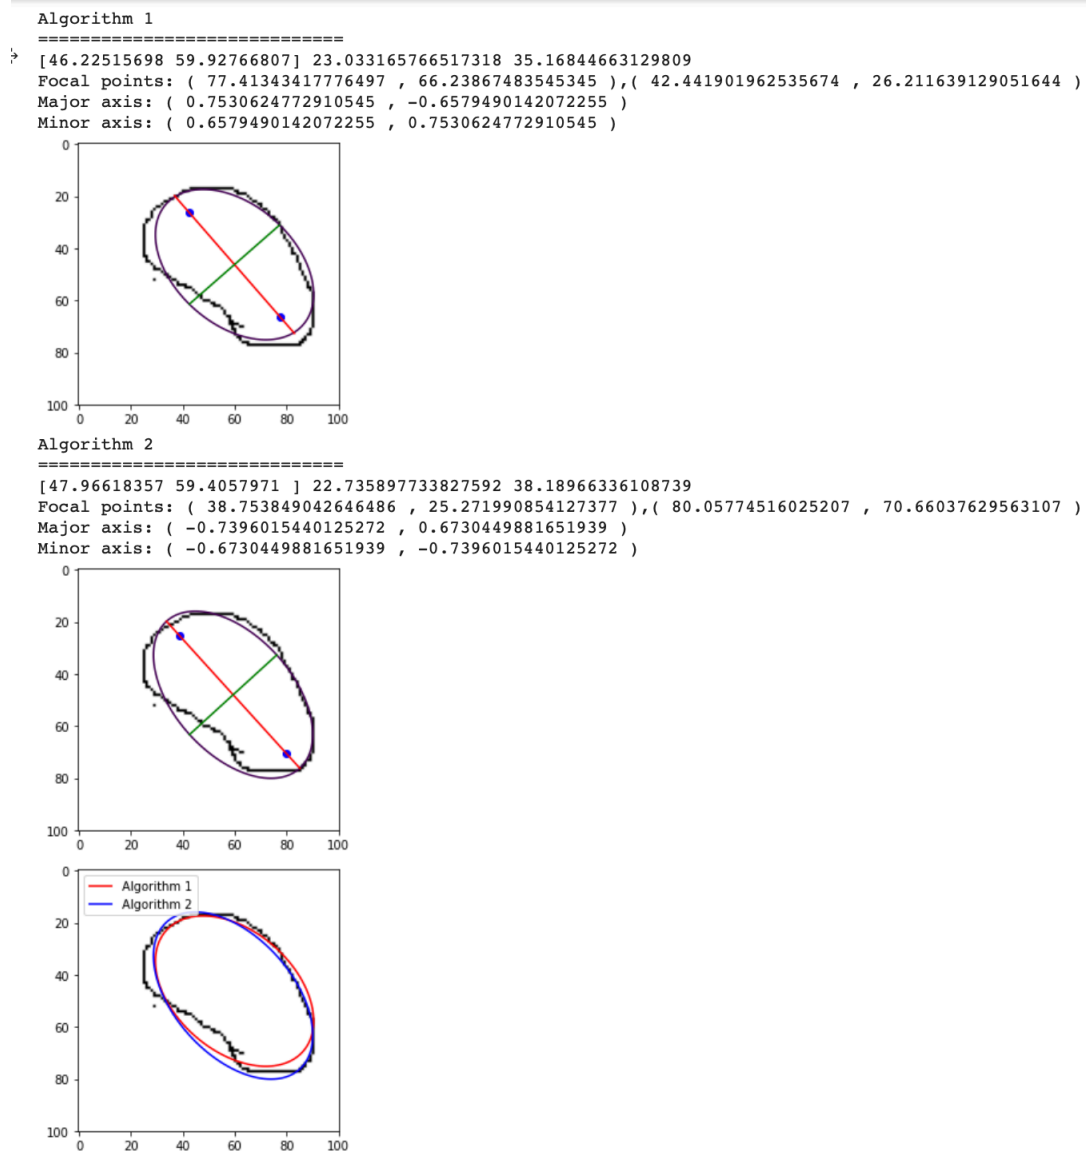 Algorithm 1
=============================
[46.22515698 59.92766807] 23.033165766517318 35.16844663129809
Focal points: ( 77.41343417776497 , 66.23867483545345 ),( 42.441901962535674 , 26.211639129051644 )
Major axis: ( 0.7530624772910545 , -0.6579490142072255 )
Minor axis: ( 0.6579490142072255 , 0.7530624772910545 )
0
20
40
60
80
100
0 20 40 60 80 100
Algorithm 2
=============================
[47.96618357 59.4057971 ] 22.735897733827592 38.18966336108739
Focal points: ( 38.753849042646486 , 25.271990854127377 ),( 80.05774516025207 , 70.66037629563107 )
Major axis: ( -0.7396015440125272 , 0.6730449881651939 )
Minor axis: ( -0.6730449881651939 , -0.7396015440125272 )
0
20
40
60
80
100
0 20 40 60 80 100
0
Algorithm 1
Algorithm 2
20
40
60
80
100
0 20 40 60 80 100